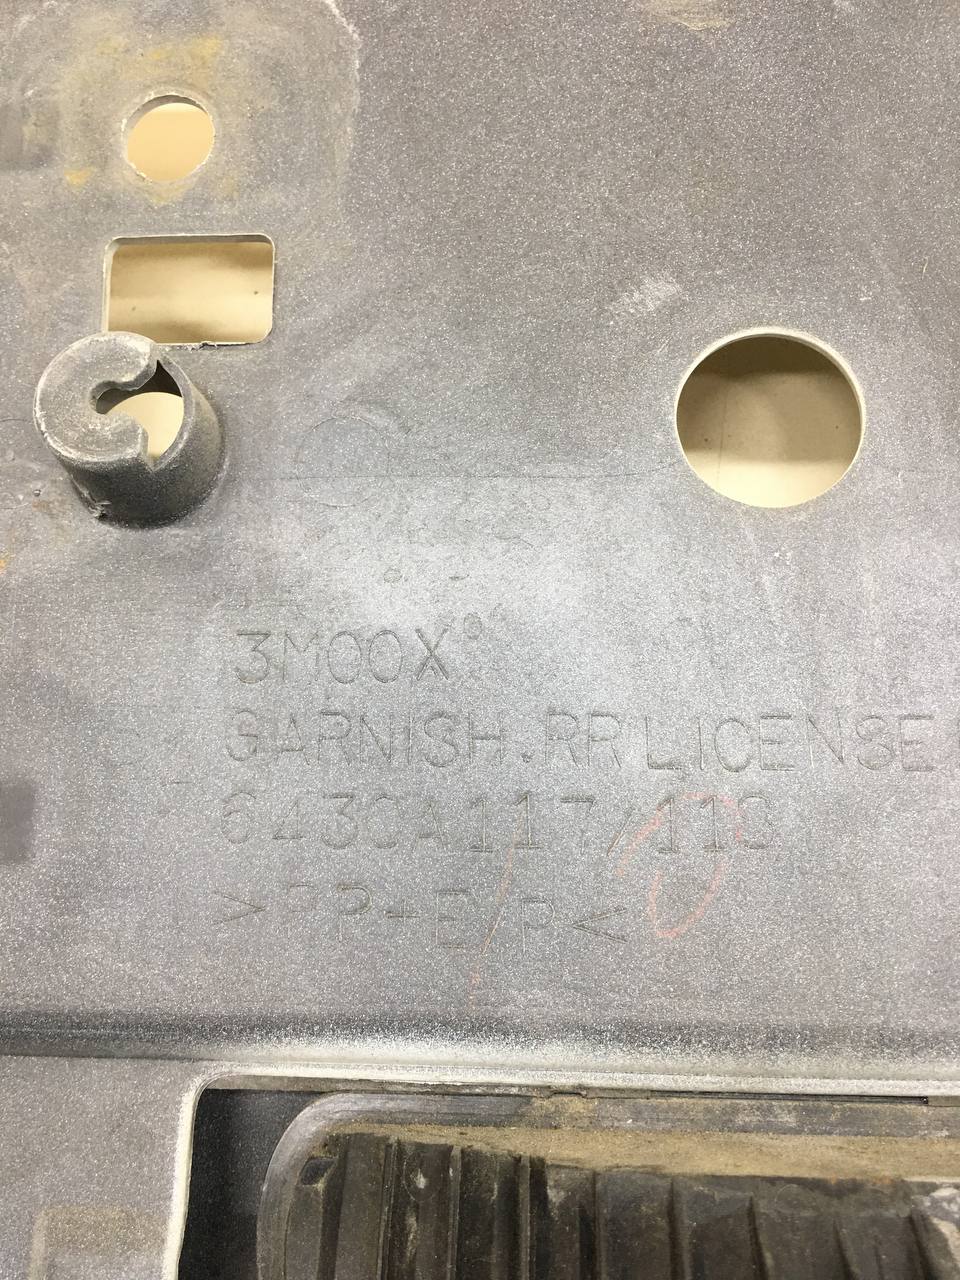 3M00X
GARNISH.RR LICENSE
6430A117/118
>PP+E/P<